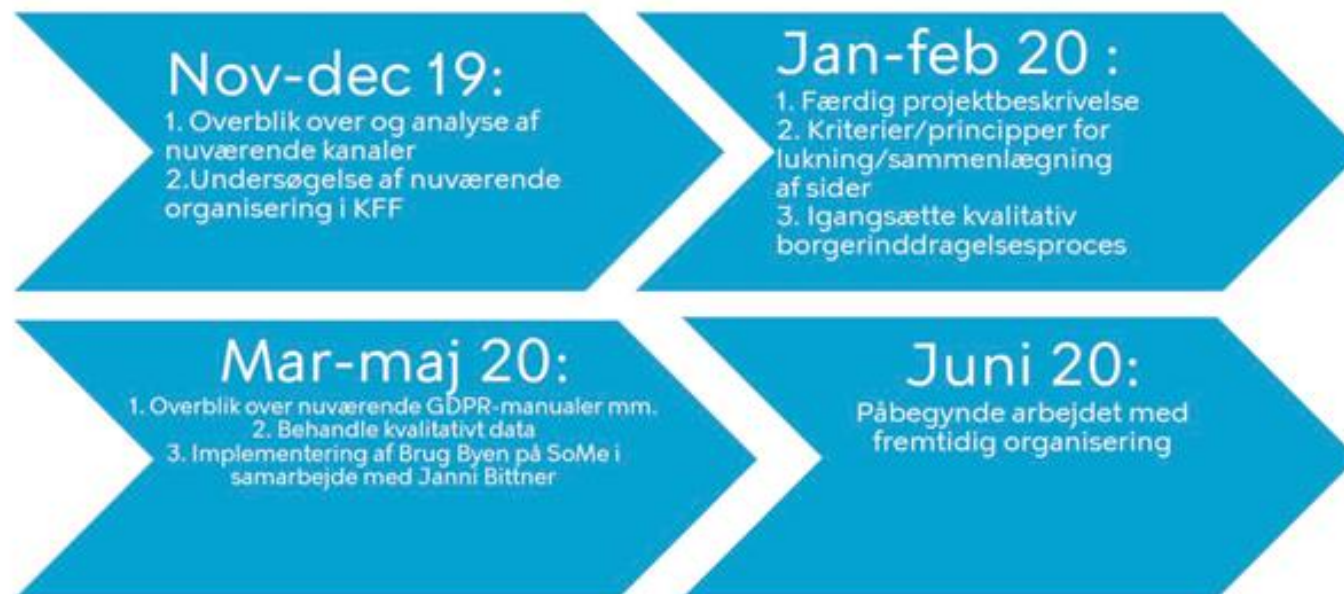 Nov-dec 19:
1. Overblik over og analyse af
nuværende kanaler
2.Undersøgelse af nuværende
organisering i KFF
Jan-feb 20 :
1. Færdig projektbeskrivelse
2. Kriterier/principper for
lukning/sammenlægning
af sider
3. Igangsætte kvalitativ
borgerinddragelsesproces
Mar-maj 20:
1. Overblik over nuværende GDPR-manualer mm.
2. Behandle kvalitativt data
3. Implementering af Brug Byen på SoMe i
samarbejde med Janni Bittner
Juni 20:
Påbegynde arbejdet med
fremtidig organisering